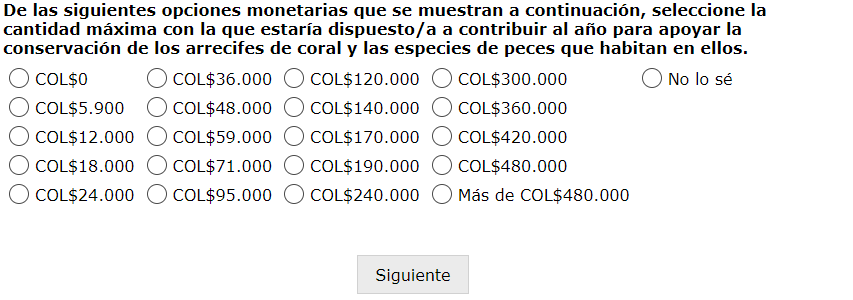 De las siguientes opciones monetarias que se muestran a continuación, seleccione la
cantidad máxima con la que estaría dispuesto/a a contribuir al año para apoyar la
conservación de los arrecifes de coral y las especies de peces que habitan en ellos.
COL$0 COL$36.000 COL$120.000 COL$300.000 No lo sé
COL$5.900 COL$48.000 COL$140.000 COL$360.000
COL$12.000 COL$59.000 COL$170.000 COL$420.000
COL$18.000 COL$71.000 COL$190.000 COL$480.000
COL$24.000 COL$95.000 COL$240.000 Más de COL$480.000
Siguiente